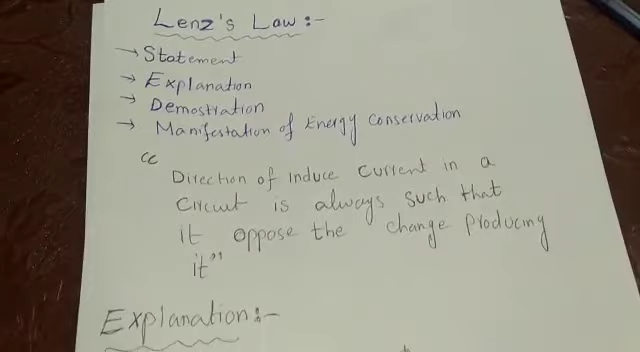 Lenz's Law :-
→ Statement
→ Explanation
→ Demostration
→ Manifestation of Energy Conservation
“ Direction of induce current in a
Circuit is always such that
it oppose the change producing
it”
Explanation :-